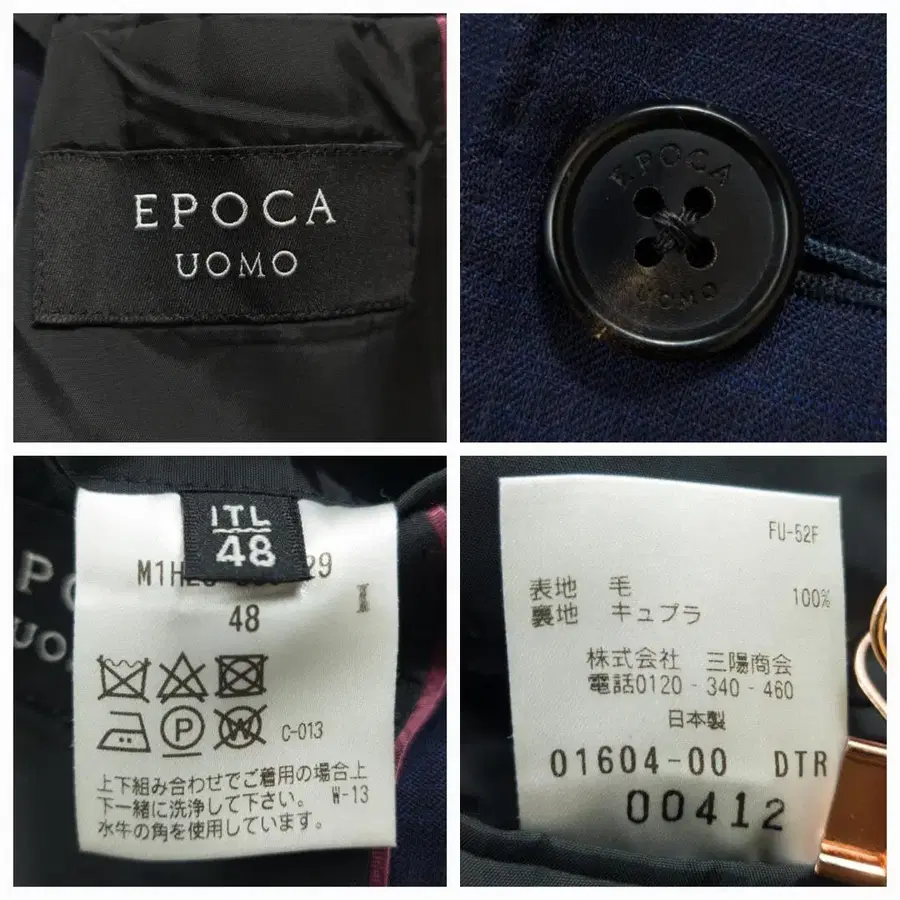 EPOCA
UOMO
EPOCA
UOMO
ITL
48
48
C-013
上下組み合わせでご着用の場合上
下一緒に洗浄して下さい。 W-13
水牛の角を使用しています。
FU-52F
表地 毛 100%
裏地 キュプラ
株式会社 三陽商会
電話0120-340-460
日本製
01604-00 DTR
00412